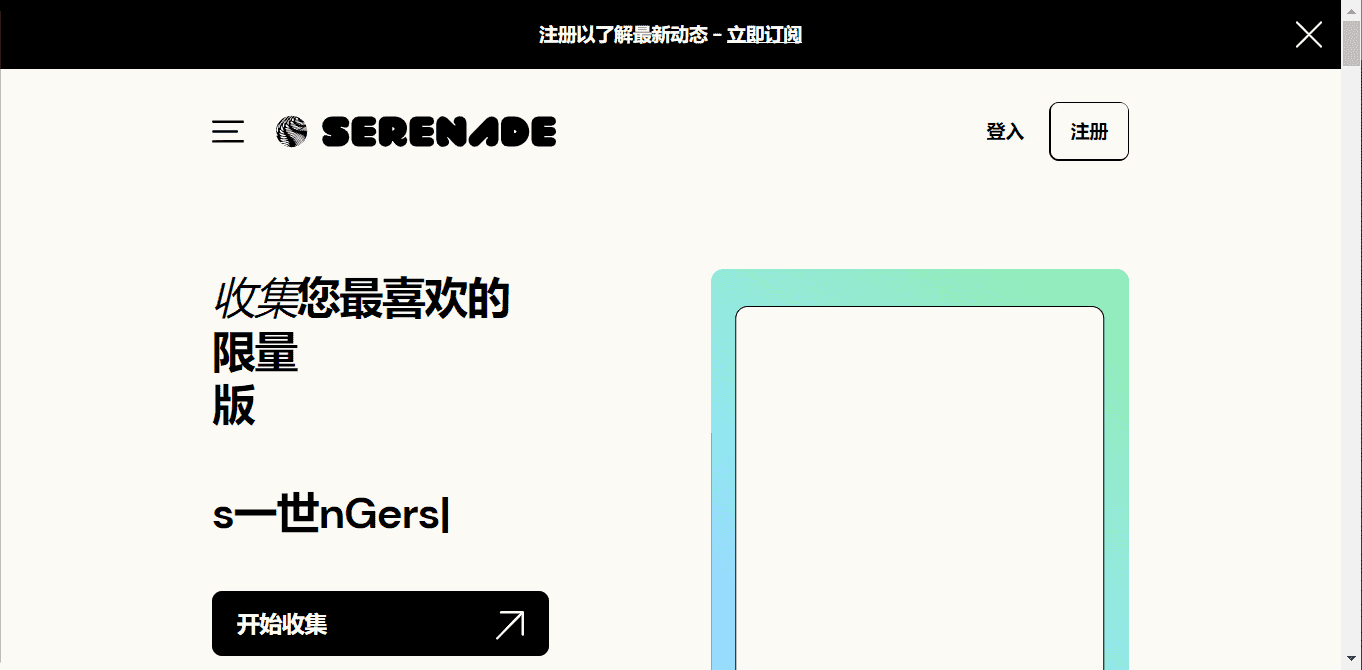 注册以了解最新动态 – 立即订阅
SERENADE
登入
注册
收集您最喜欢的
限量
版
s一世nGers|
开始收集